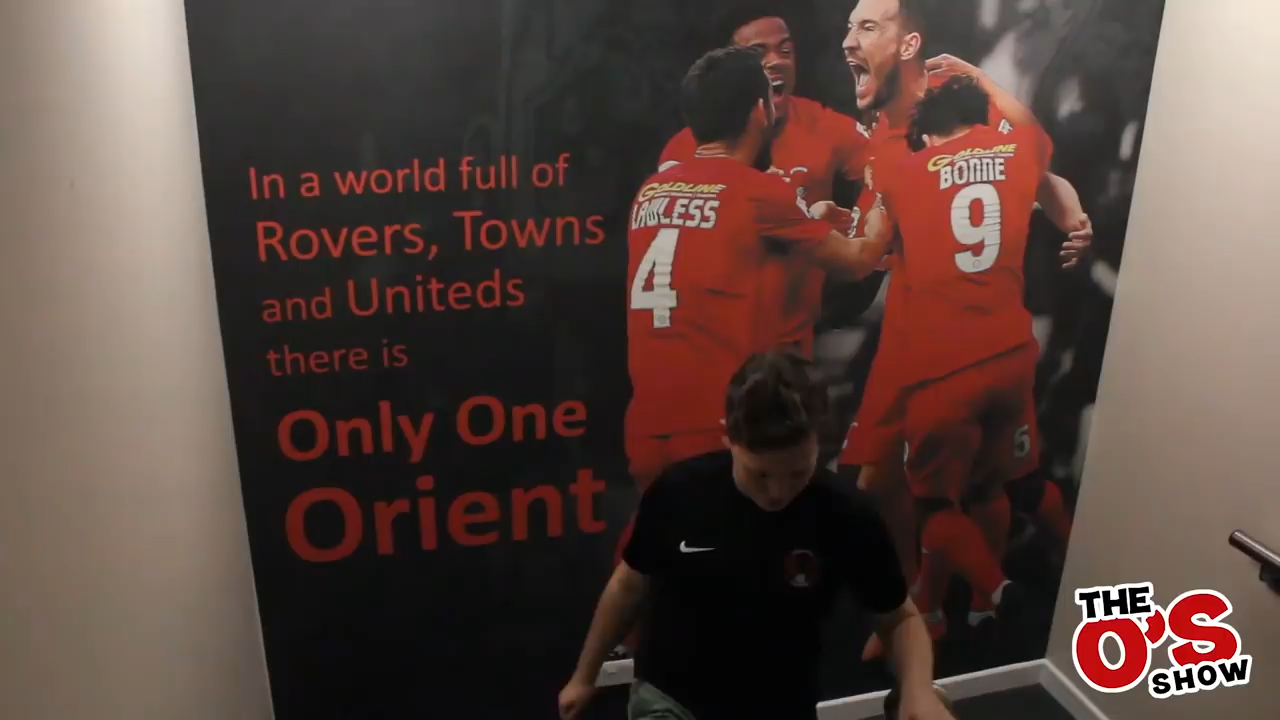 In a world full of
Rovers, Towns
and Uniteds
there is
Only One
Orient
GOLDLINE
LAWLESS
4
GOLDLINE
BONNE
9
5
THE
O'S
SHOW